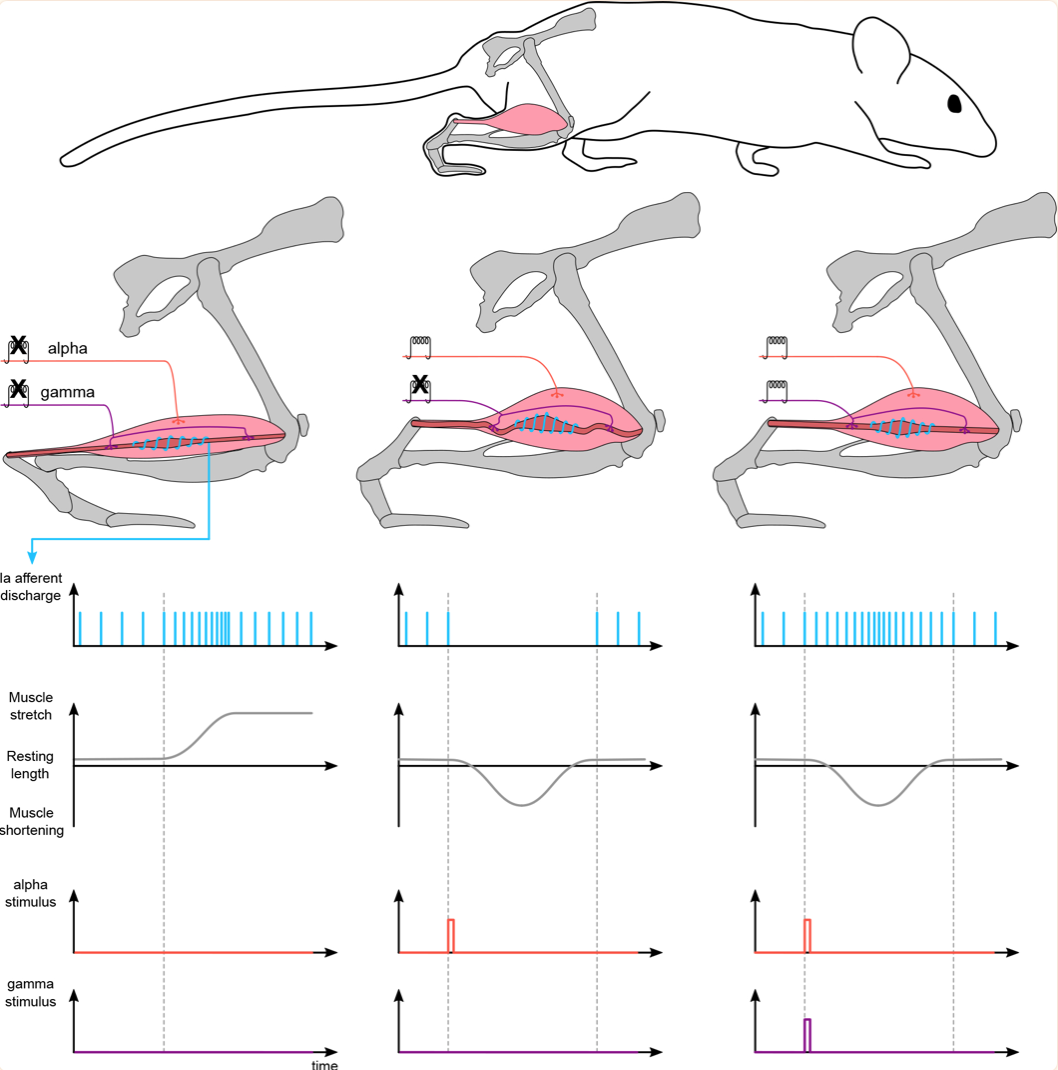 alpha
gamma
Ia afferent
discharge
Muscle
stretch
Resting
length
Muscle
shortening
alpha
stimulus
gamma
stimulus
time